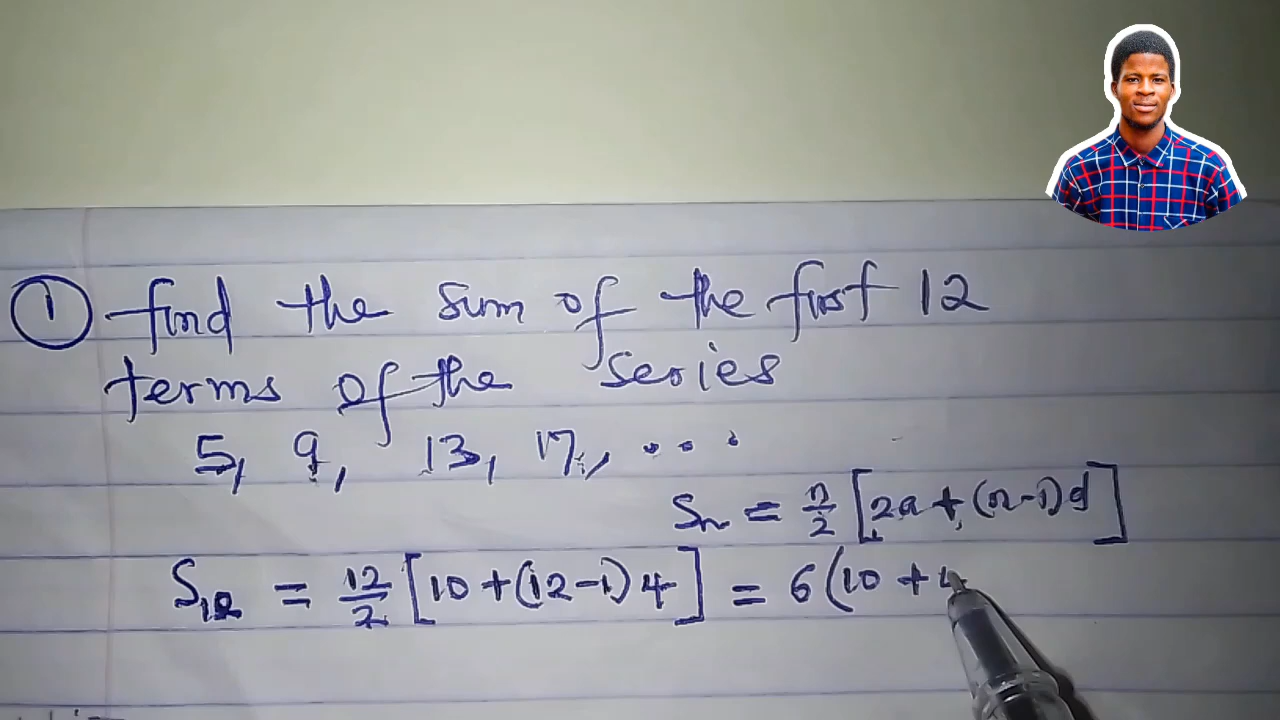 ① find the sum of the first 12
terms of the series
5, 9, 13, 17, ...
Sn = n/2 [2a + (n-1)d]
S12 = 12/2 [10 + (12-1)4] = 6(10 + 4